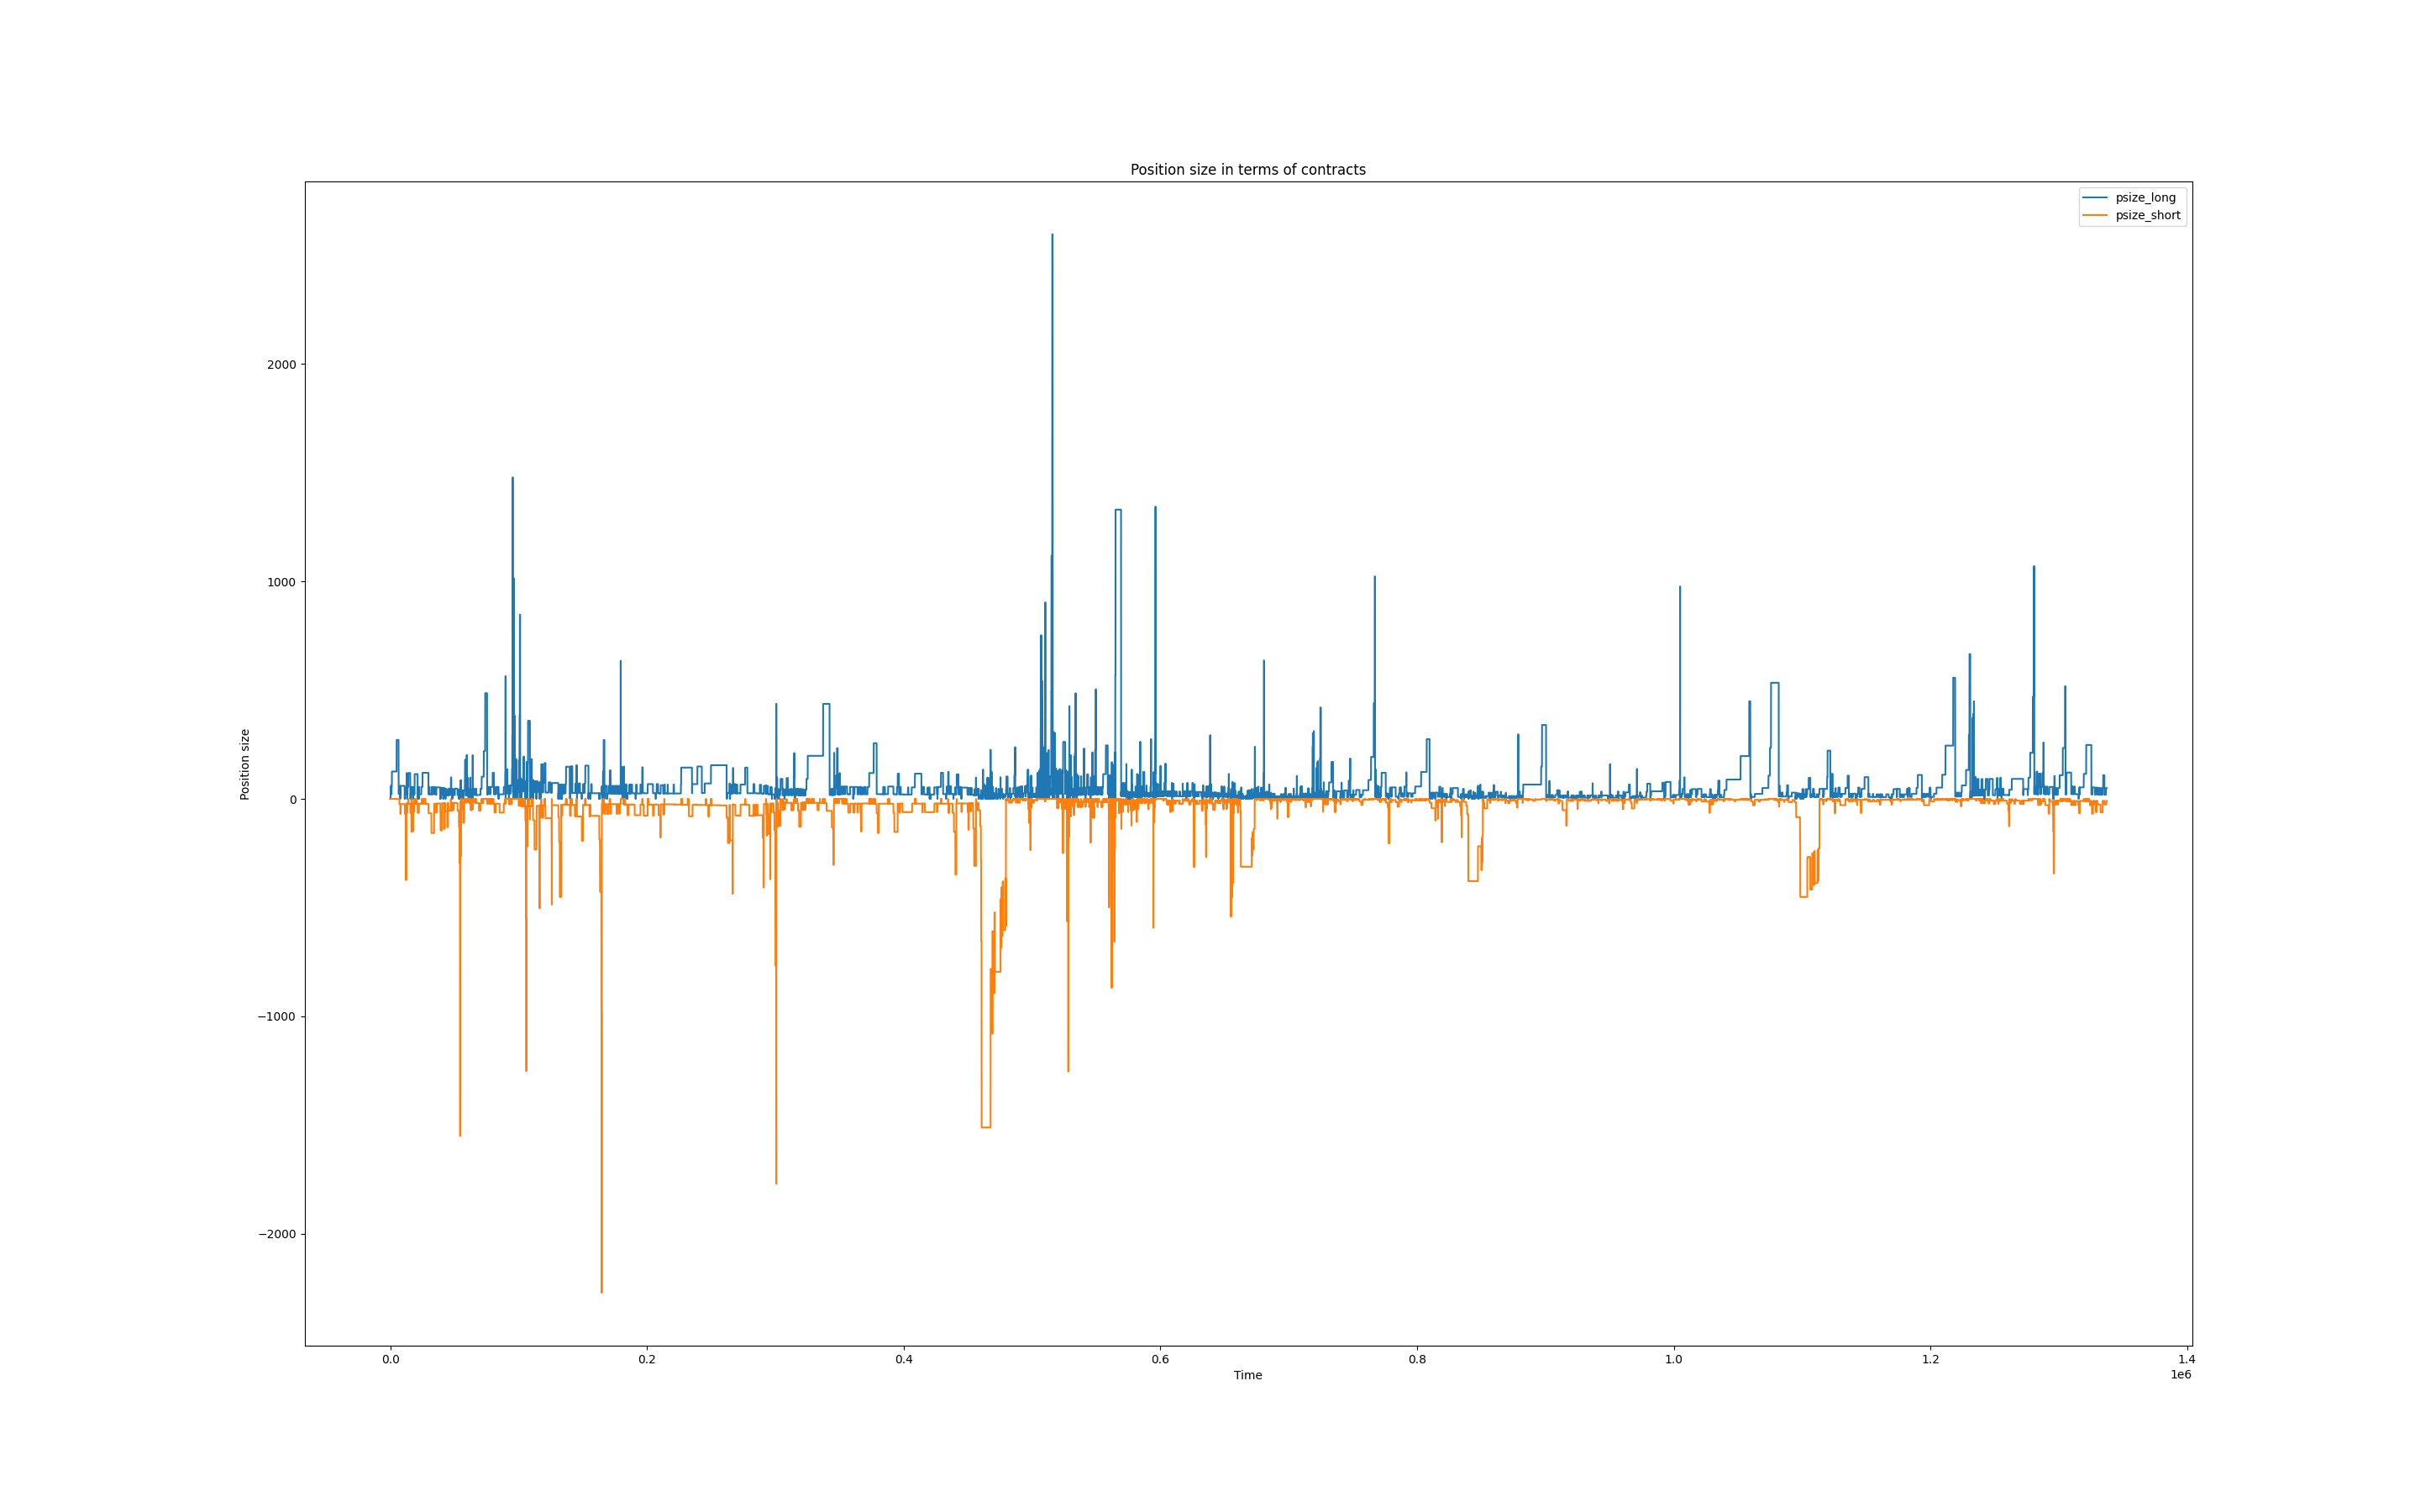 Position size in terms of contracts
psize_long
psize_short
Position size
2000
1000
0
−1000
−2000
0.0
0.2
0.4
0.6
0.8
1.0
1.2
1.4
Time
1e6